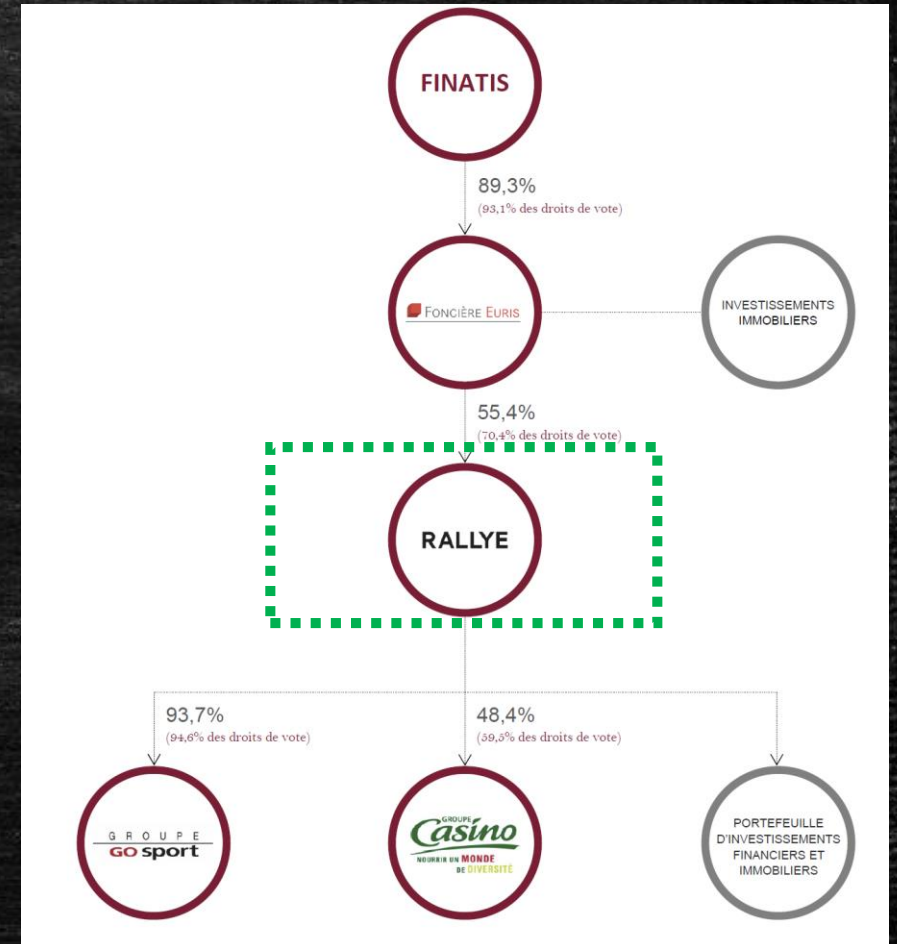 FINATIS
89,3%
(93,1% des droits de vote)
FONCIÈRE EURIS
INVESTISSEMENTS
IMMOBILIERS
55,4%
(70,4% des droits de vote)
RALLYE
93,7%
(94,6% des droits de vote)
48,4%
(59,5% des droits de vote)
GROUPE
GO sport
GROUPE
Casino
NOURRIR UN MONDE
DE DIVERSITÉ
PORTEFEUILLE
D'INVESTISSEMENTS
FINANCIERS ET
IMMOBILIERS